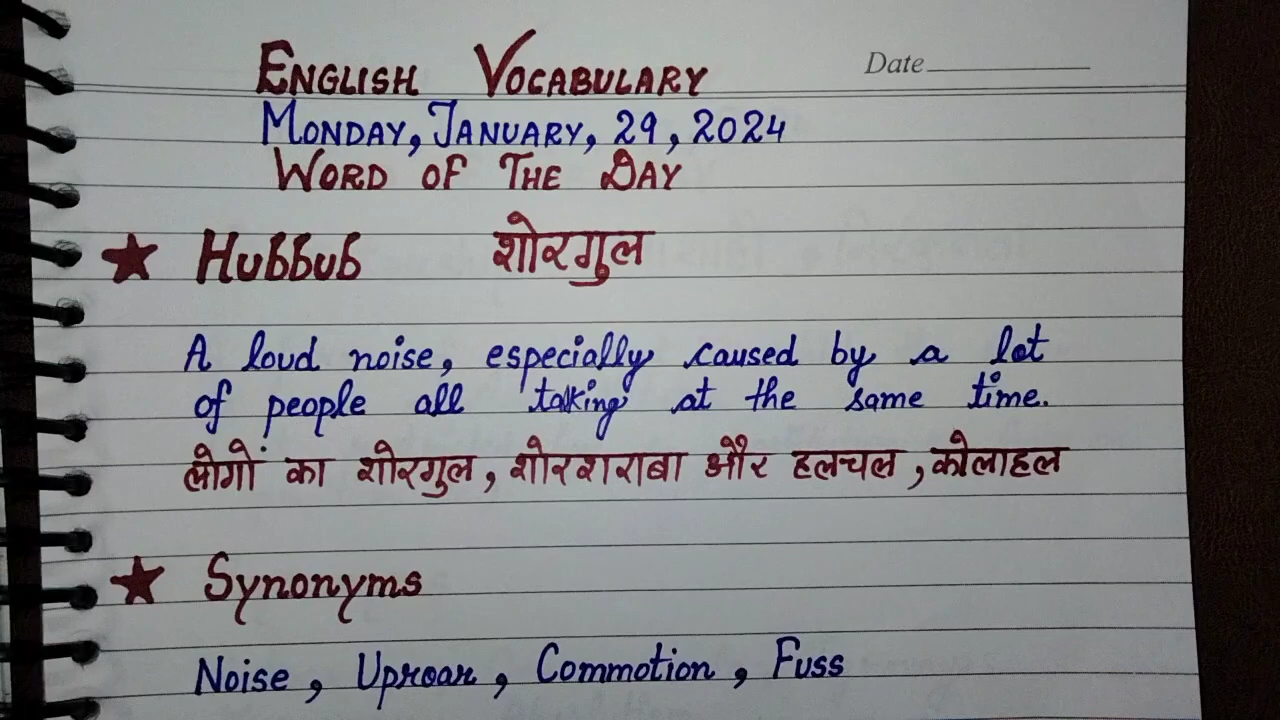 ENGLISH VOCABULARY
Date
MONDAY, JANUARY, 29, 2024
WORD OF THE DAY
★ Hubbub शोरगुल
A loud noise, especially caused by a lot
of people all talking at the same time.
लोगों का शोरगुल, शोरशराबा और हलचल, कोलाहल
★ Synonyms
Noise, Uproar, Commotion, Fuss